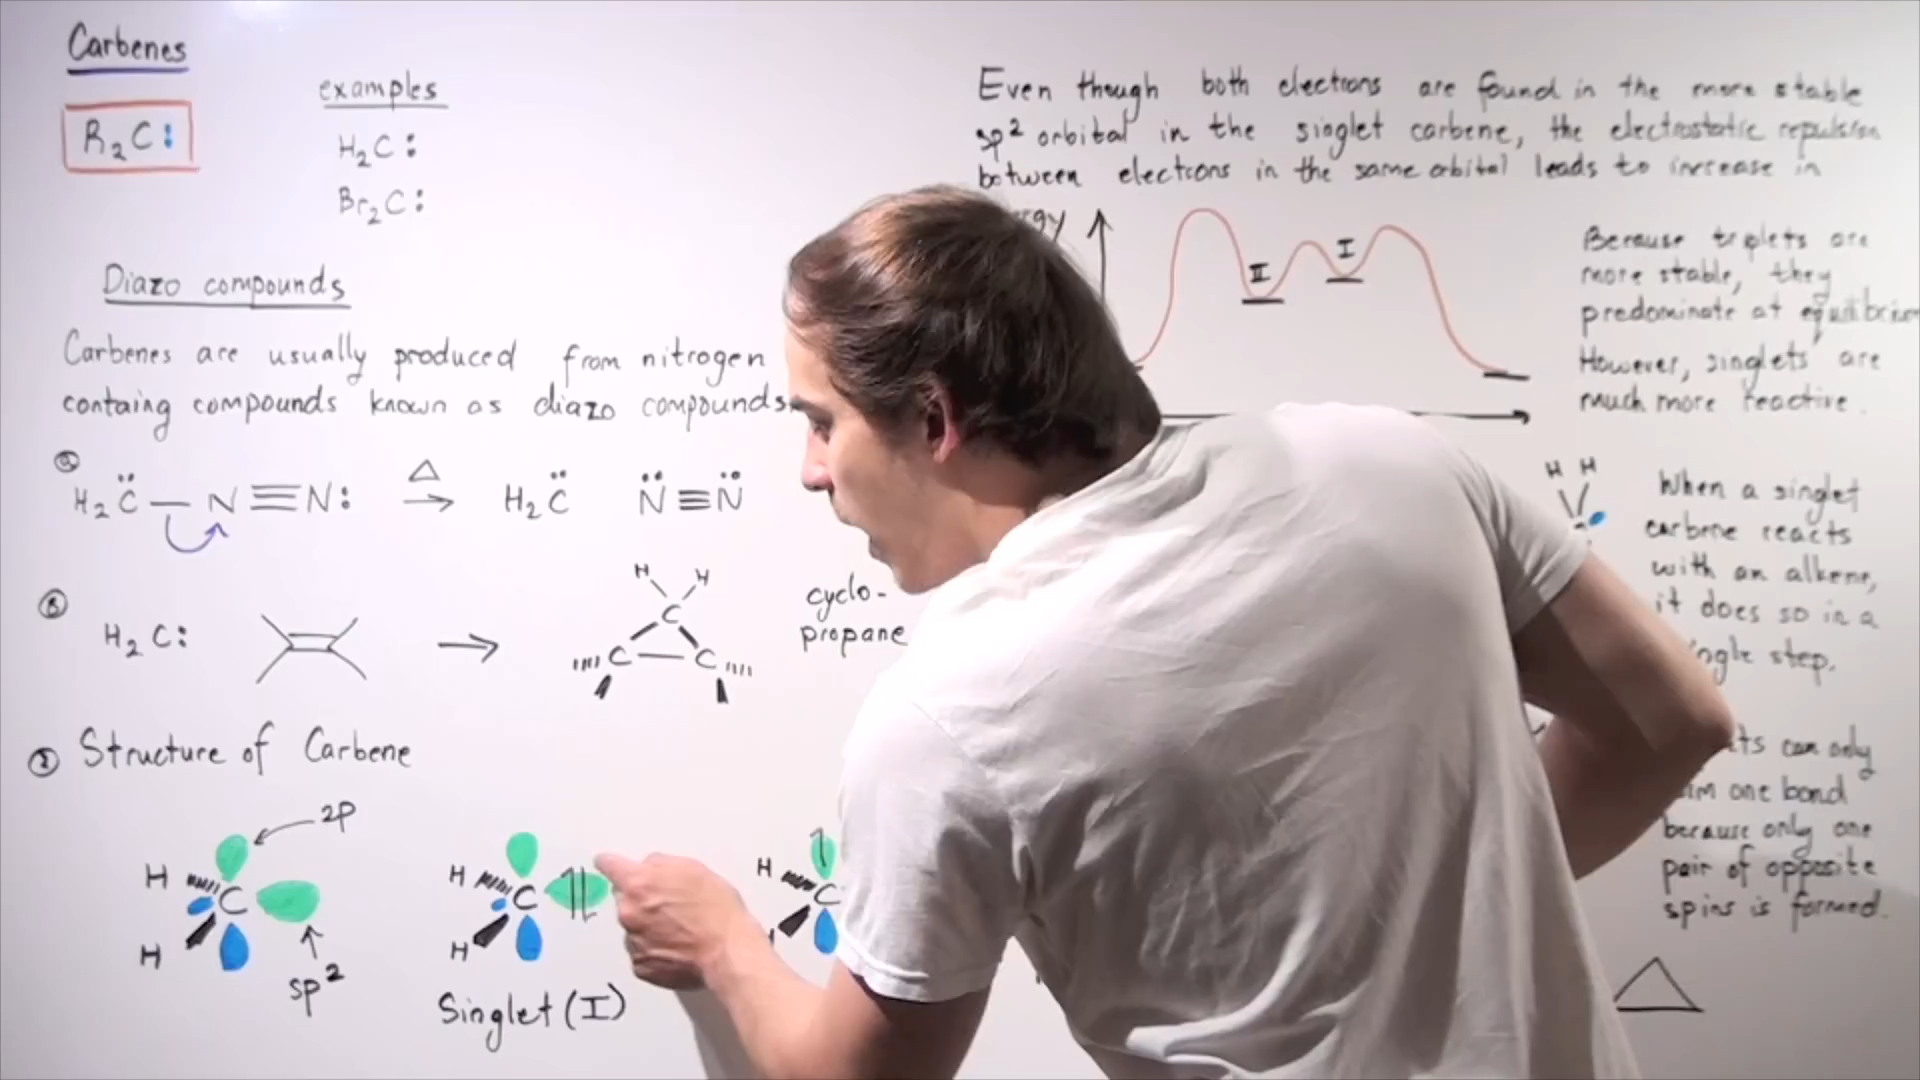 Carbenes
R2C:
examples
H2C:
Br2C:
Diazo compounds
Carbenes are usually produced from nitrogen
containg compounds known as diazo compounds.
H2C̈ — N≡N:
△
H2C̈ N̈≡N̈
H2C:
H H
C
C C
cyclo-
propane
Structure of Carbene
2p
H
C
H
sp2
H
C
H
Singlet (I)
H
C
Even though both electrons are found in the more stable
sp2 orbital in the singlet carbene, the electrostatic repulsion
between electrons in the same orbital leads to increase in
II
I
Because triplets are
more stable, they
predominate at
However, singlets are
much more reactive.
H H
When a singlet
carbene reacts
with an alkene,
it does so in a
step.
can only
one bond
because only one
pair of opposite
spins is formed.